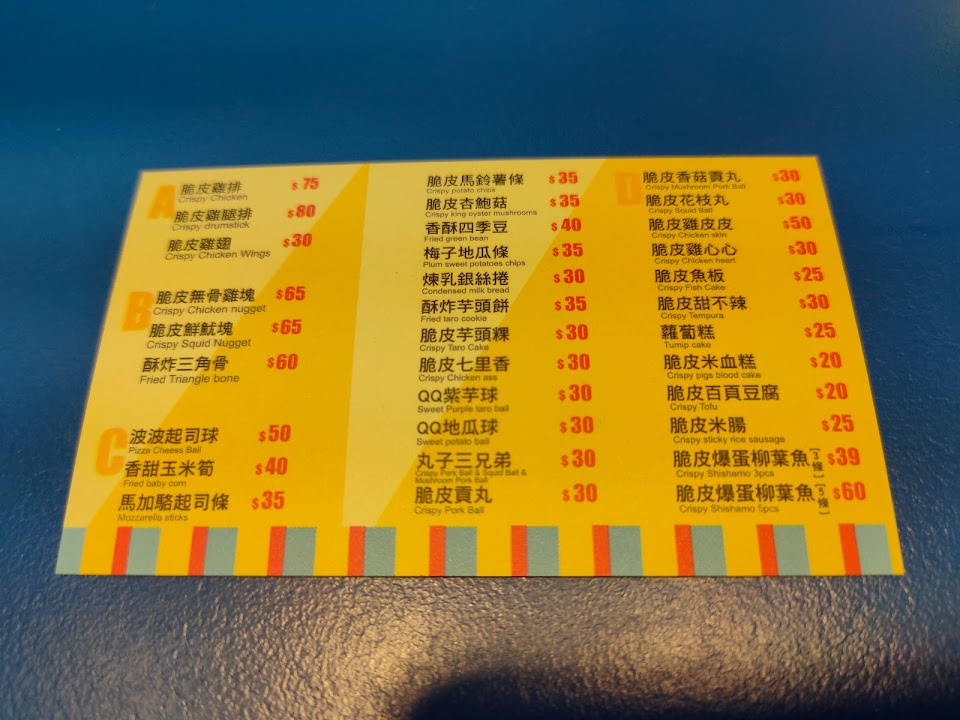 A
脆皮雞排 $75
Crispy Chicken
脆皮雞腿排 $80
Crispy drumstick
脆皮雞翅 $30
Crispy Chicken Wings
B
脆皮無骨雞塊 $65
Crispy Chicken nugget
脆皮鮮魷塊 $65
Crispy Squid Nugget
酥炸三角骨 $60
Fried Triangle bone
C
波波起司球 $50
Pizza Cheess Ball
香甜玉米筍 $40
Fried baby corn
馬加駱起司條 $35
Mozzarella sticks
脆皮馬鈴薯條 $35
Crispy potato chips
脆皮杏鮑菇 $35
Crispy king oyster mushrooms
香酥四季豆 $40
Fried green bean
梅子地瓜條 $35
Plum sweet potatoes chips
煉乳銀絲捲 $30
Condensed milk bread
酥炸芋頭餅 $35
Fried taro cookie
脆皮芋頭粿 $30
Crispy Taro Cake
脆皮七里香 $30
Crispy Chicken ass
QQ紫芋球 $30
Sweet Purple taro ball
QQ地瓜球 $30
Sweet potato ball
丸子三兄弟 $30
Crispy Pork Ball & Squid Ball &
Mushroom Pork Ball
脆皮貢丸 $30
Crispy Pork Ball
D
脆皮香菇貢丸 $30
Crispy Mushroom Pork Ball
脆皮花枝丸 $30
Crispy Squid Ball
脆皮雞皮皮 $50
Crispy Chicken skin
脆皮雞心心 $30
Crispy Chicken heart
脆皮魚板 $25
Crispy Fish Cake
脆皮甜不辣 $30
Crispy Tempura
蘿蔔糕 $25
Turnip cake
脆皮米血糕 $20
Crispy pigs blood cake
脆皮百頁豆腐 $20
Crispy Tofu
脆皮米腸 $25
Crispy sticky rice sausage
脆皮爆蛋柳葉魚[3條] $39
Crispy Shishamo 3pcs
脆皮爆蛋柳葉魚[5條] $60
Crispy Shishamo 5pcs